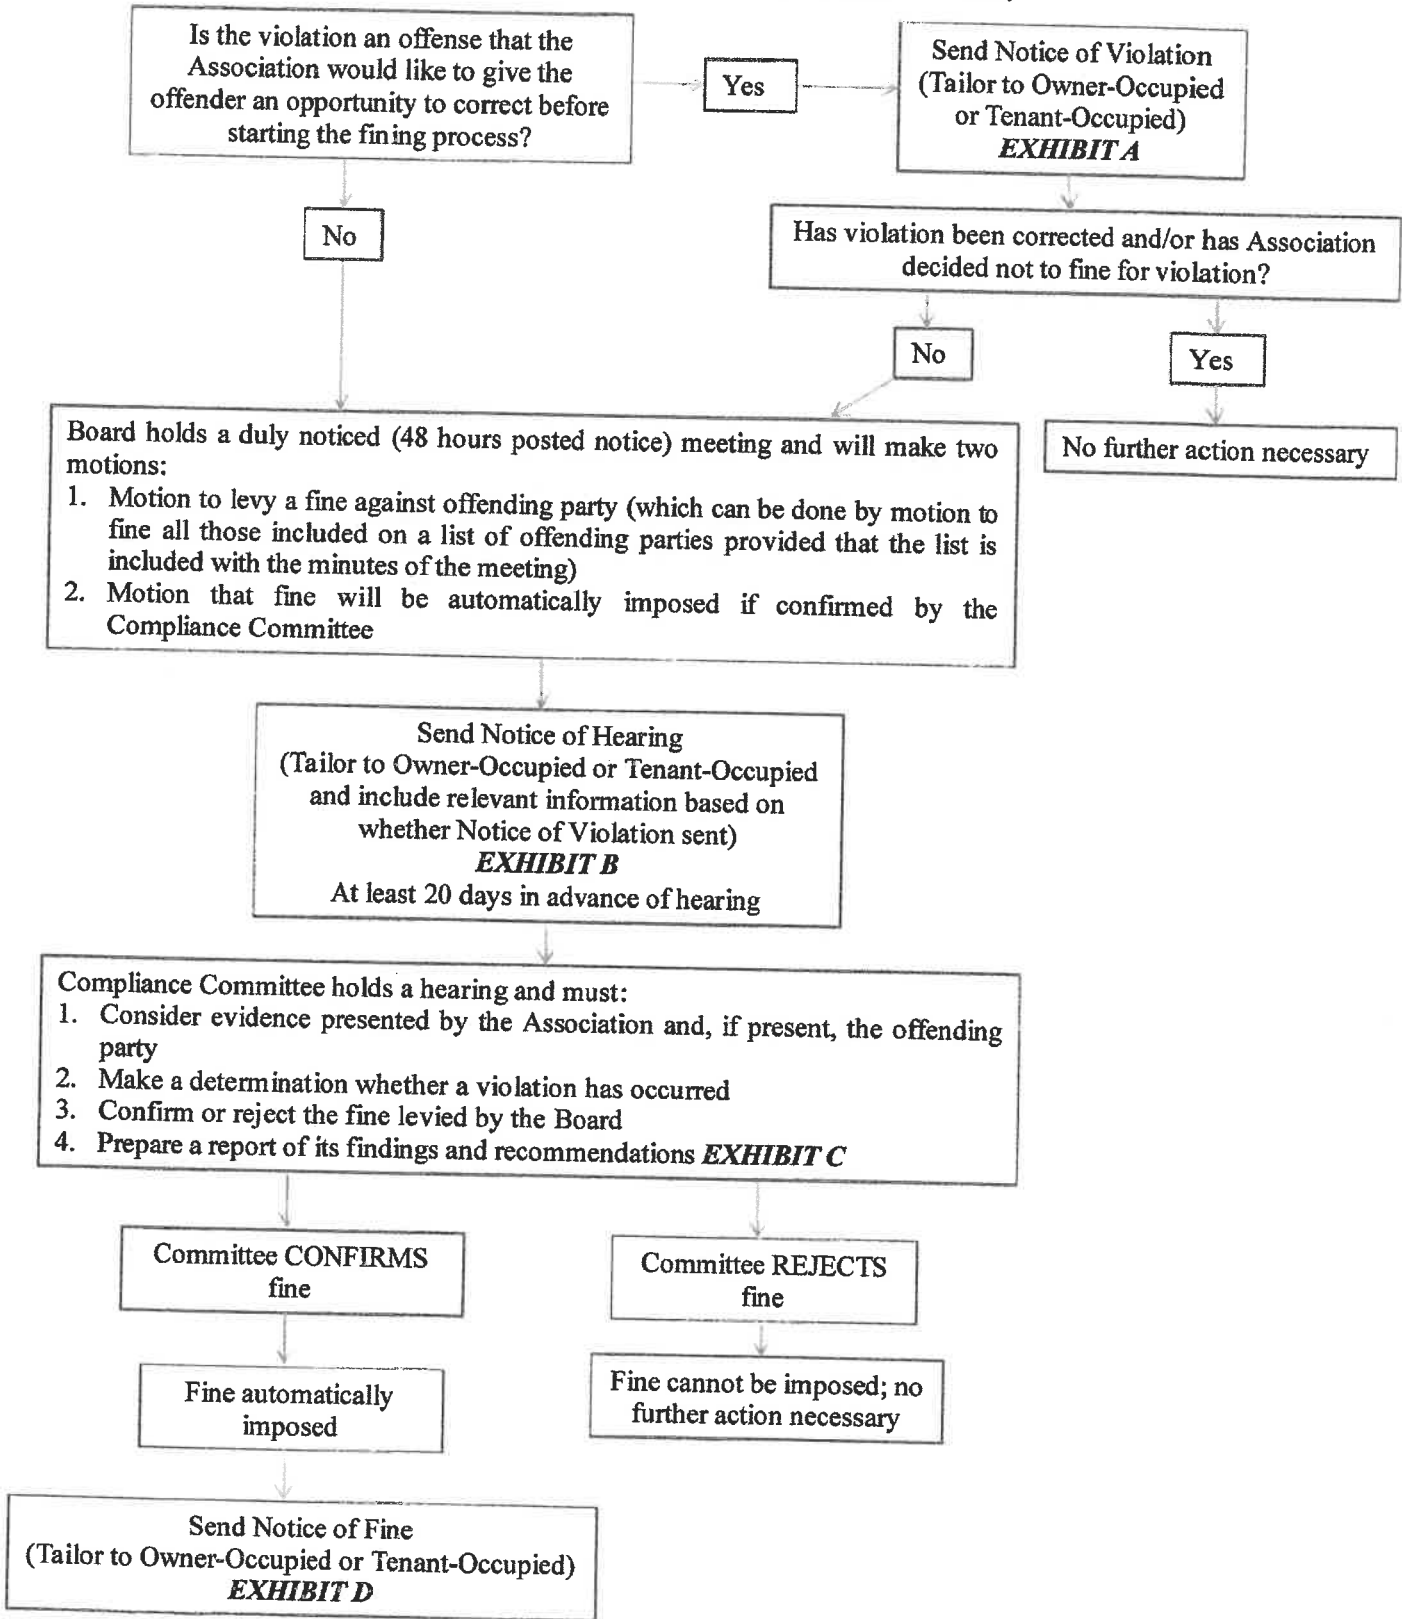 Is the violation an offense that the
Association would like to give the
offender an opportunity to correct before
starting the fining process?
Yes
Send Notice of Violation
(Tailor to Owner-Occupied
or Tenant-Occupied)
EXHIBIT A
No
Has violation been corrected and/or has Association
decided not to fine for violation?
No
Yes
No further action necessary
Board holds a duly noticed (48 hours posted notice) meeting and will make two
motions:
1. Motion to levy a fine against offending party (which can be done by motion to
fine all those included on a list of offending parties provided that the list is
included with the minutes of the meeting)
2. Motion that fine will be automatically imposed if confirmed by the
Compliance Committee
Send Notice of Hearing
(Tailor to Owner-Occupied or Tenant-Occupied
and include relevant information based on
whether Notice of Violation sent)
EXHIBIT B
At least 20 days in advance of hearing
Compliance Committee holds a hearing and must:
1. Consider evidence presented by the Association and, if present, the offending
party
2. Make a determination whether a violation has occurred
3. Confirm or reject the fine levied by the Board
4. Prepare a report of its findings and recommendations EXHIBIT C
Committee CONFIRMS
fine
Committee REJECTS
fine
Fine automatically
imposed
Fine cannot be imposed; no
further action necessary
Send Notice of Fine
(Tailor to Owner-Occupied or Tenant-Occupied)
EXHIBIT D